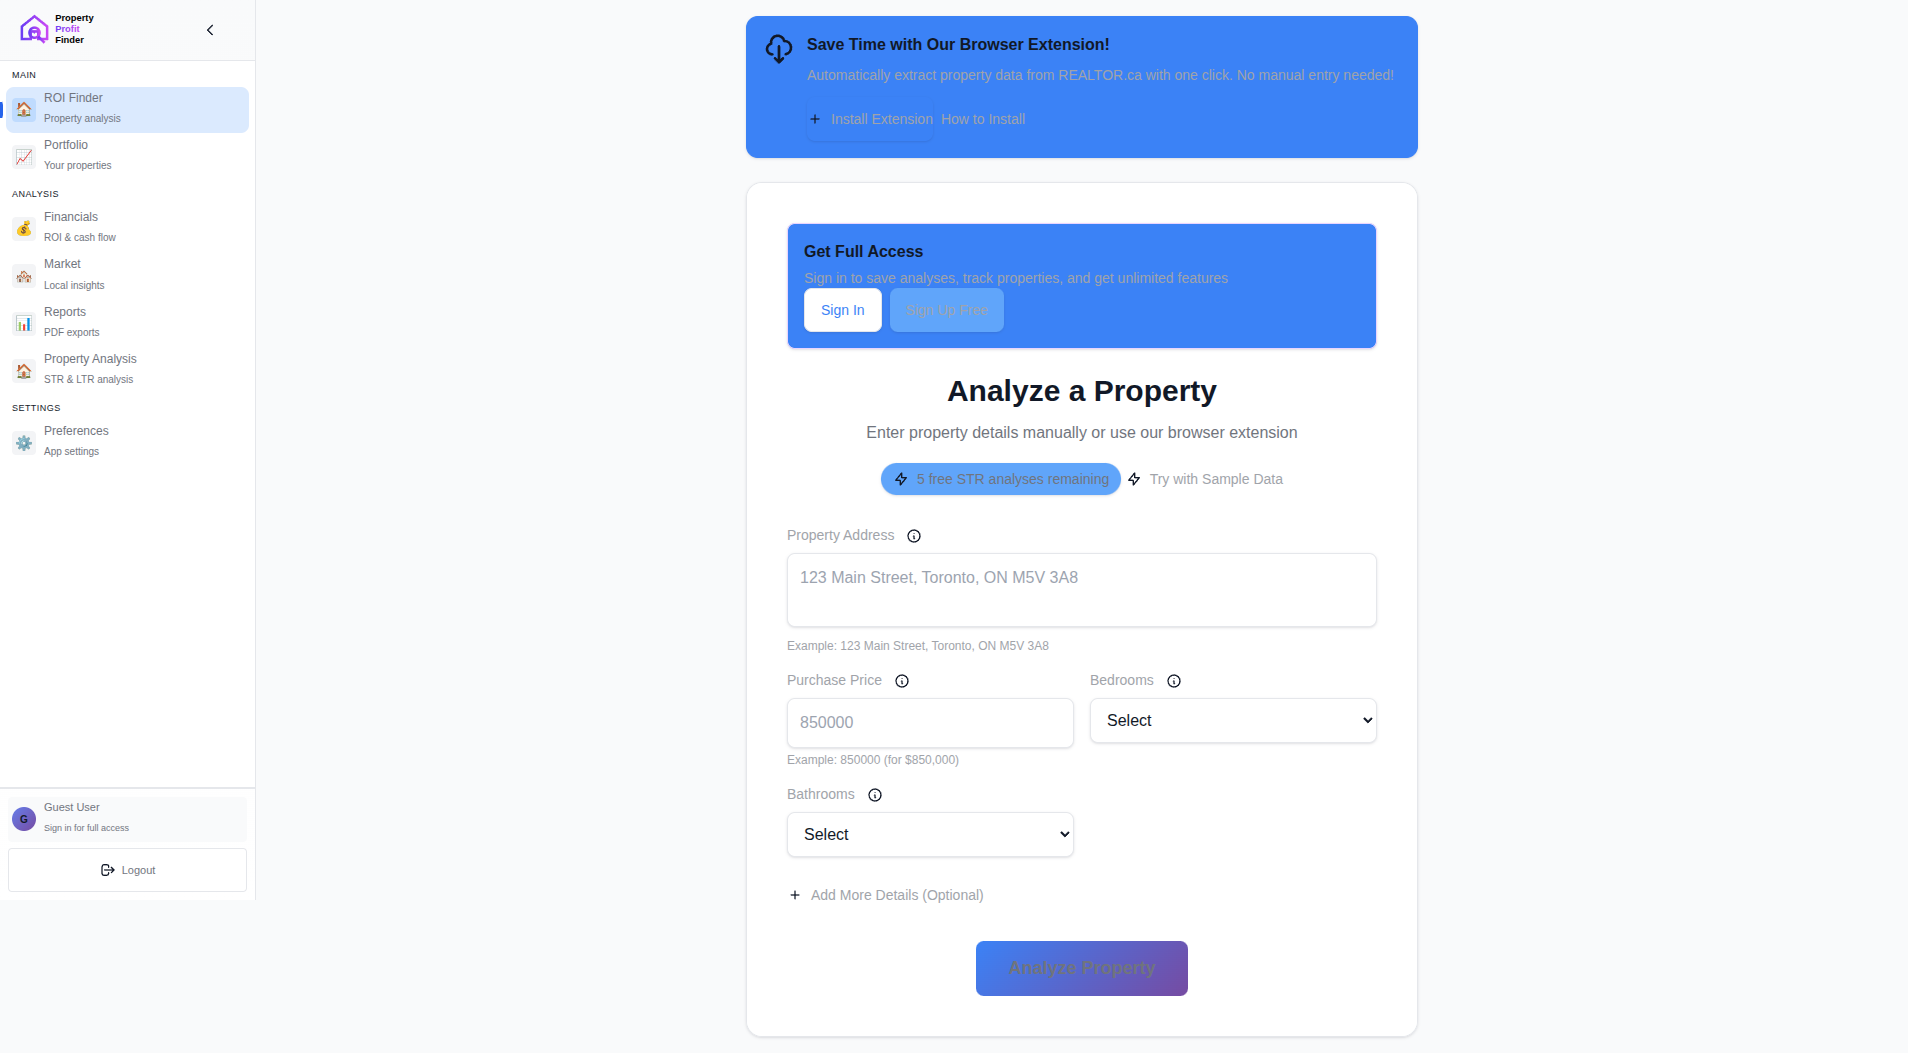 Property
Profit
Finder
MAIN
ROI Finder
Property analysis
Portfolio
Your properties
ANALYSIS
Financials
ROI & cash flow
Market
Local insights
Reports
PDF exports
Property Analysis
STR & LTR analysis
SETTINGS
Preferences
App settings
G
Guest User
Sign in for full access
Logout
Save Time with Our Browser Extension!
Automatically extract property data from REALTOR.ca with one click. No manual entry needed!
Install Extension How to Install
Get Full Access
Sign in to save analyses, track properties, and get unlimited features
Sign In Sign Up Free
Analyze a Property
Enter property details manually or use our browser extension
5 free STR analyses remaining Try with Sample Data
Property Address
123 Main Street, Toronto, ON M5V 3A8
Example: 123 Main Street, Toronto, ON M5V 3A8
Purchase Price Bedrooms
850000 Select
Example: 850000 (for $850,000)
Bathrooms
Select
Add More Details (Optional)
Analyze Property